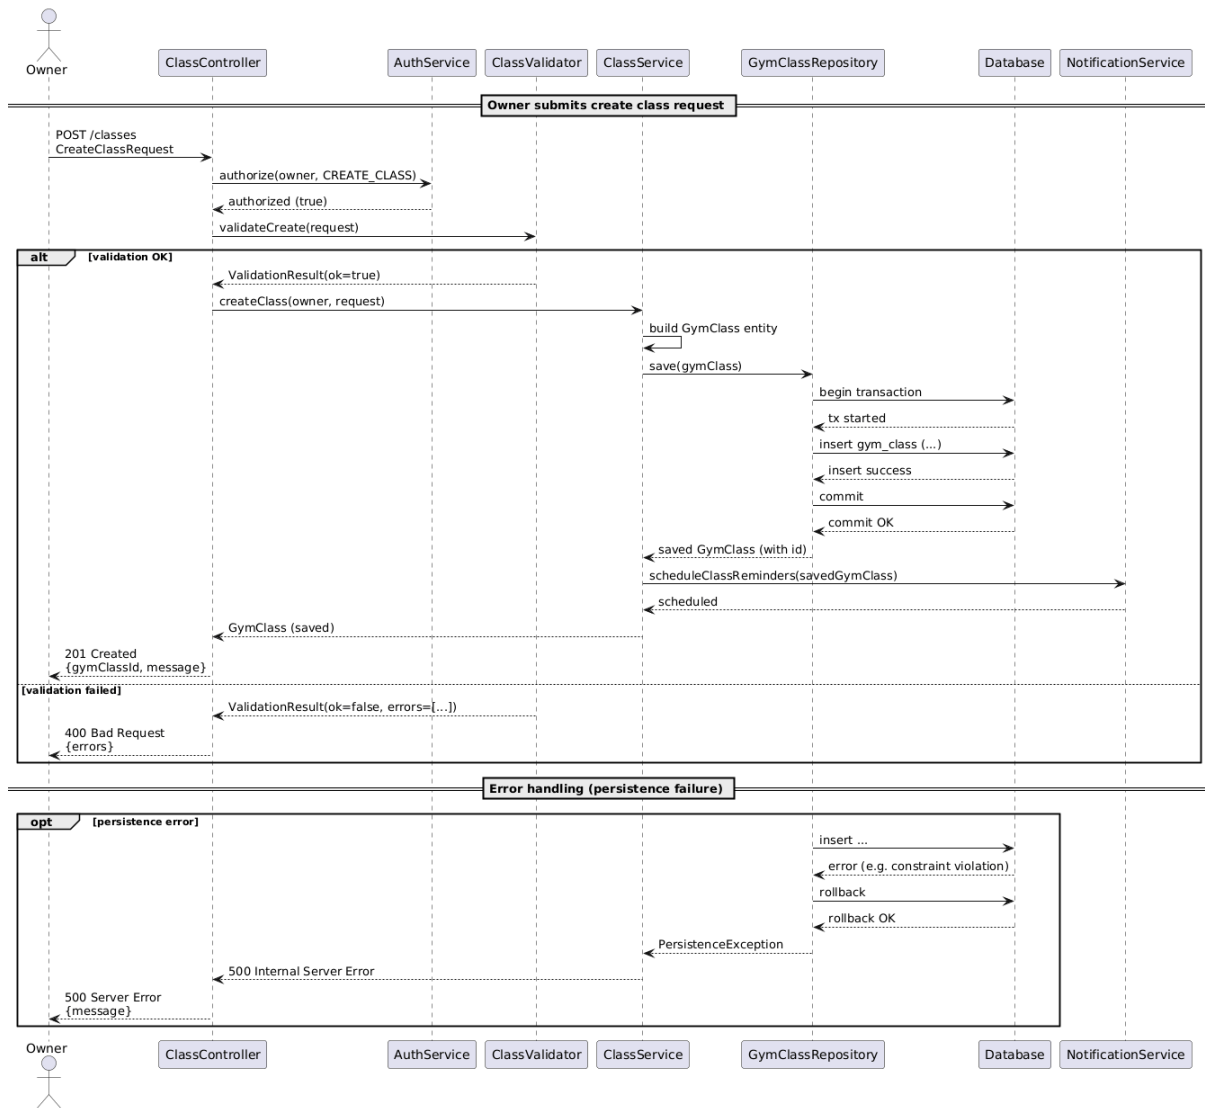 Owner
ClassController
AuthService
ClassValidator
ClassService
GymClassRepository
Database
NotificationService
Owner submits create class request
POST /classes
CreateClassRequest
authorize(owner, CREATE_CLASS)
authorized (true)
validateCreate(request)
alt
[validation OK]
ValidationResult(ok=true)
createClass(owner, request)
build GymClass entity
save(gymClass)
begin transaction
tx started
insert gym_class (...)
insert success
commit
commit OK
saved GymClass (with id)
scheduleClassReminders(savedGymClass)
scheduled
GymClass (saved)
201 Created
{gymClassId, message}
[validation failed]
ValidationResult(ok=false, errors=[...])
400 Bad Request
{errors}
Error handling (persistence failure)
opt
[persistence error]
insert ...
error (e.g. constraint violation)
rollback
rollback OK
PersistenceException
500 Internal Server Error
500 Server Error
{message}
Owner
ClassController
AuthService
ClassValidator
ClassService
GymClassRepository
Database
NotificationService